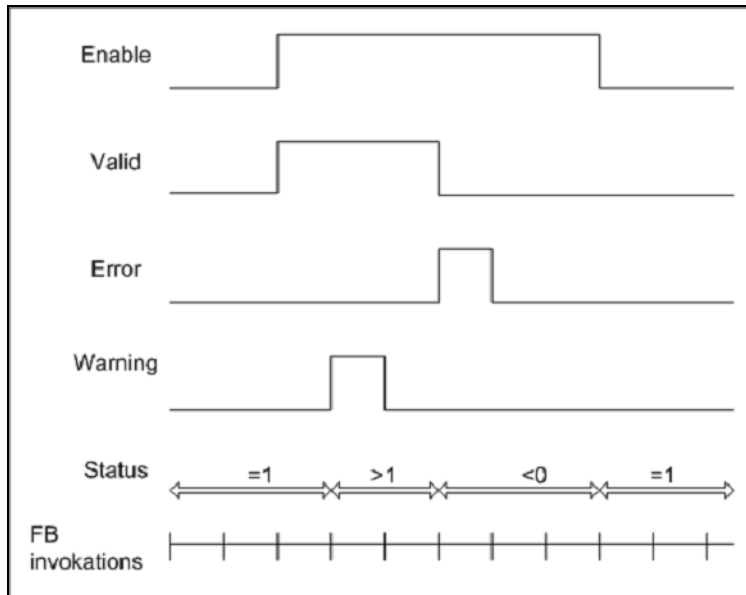 Enable
Valid
Error
Warning
Status =1 >1 <0 =1
FB
invokations